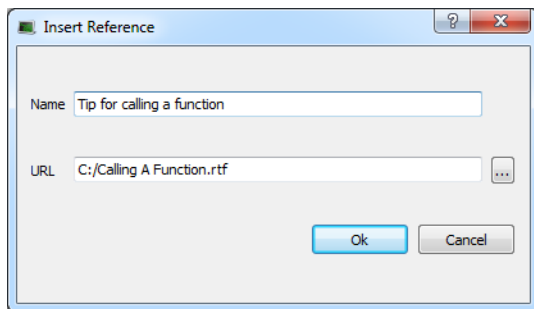 Insert Reference
Name Tip for calling a function
URL C:/Calling A Function.rtf ...
Ok Cancel